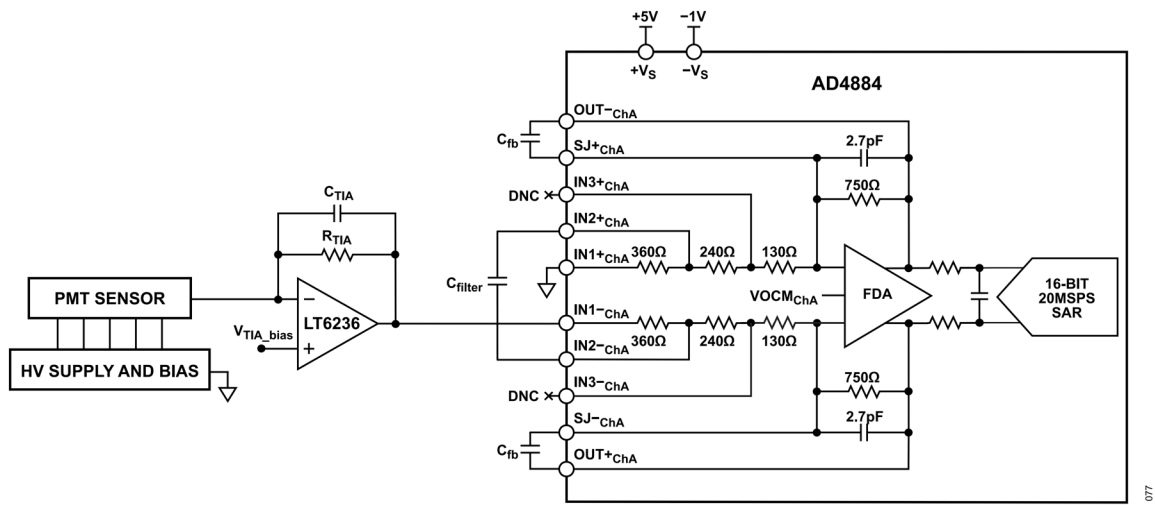 +5V
−1V
+VS
−VS
AD4884
OUT−ChA
Cfb
SJ+ChA
2.7pF
DNC
IN3+ChA
750Ω
CTIA
IN2+ChA
RTIA
IN1+ChA
360Ω
240Ω
130Ω
Cfilter
PMT SENSOR
LT6236
VOCMChA
FDA
16-BIT
20MSPS
SAR
IN1−ChA
VTIA_bias
360Ω
240Ω
130Ω
IN2−ChA
HV SUPPLY AND BIAS
DNC
IN3−ChA
750Ω
SJ−ChA
2.7pF
Cfb
OUT+ChA
077